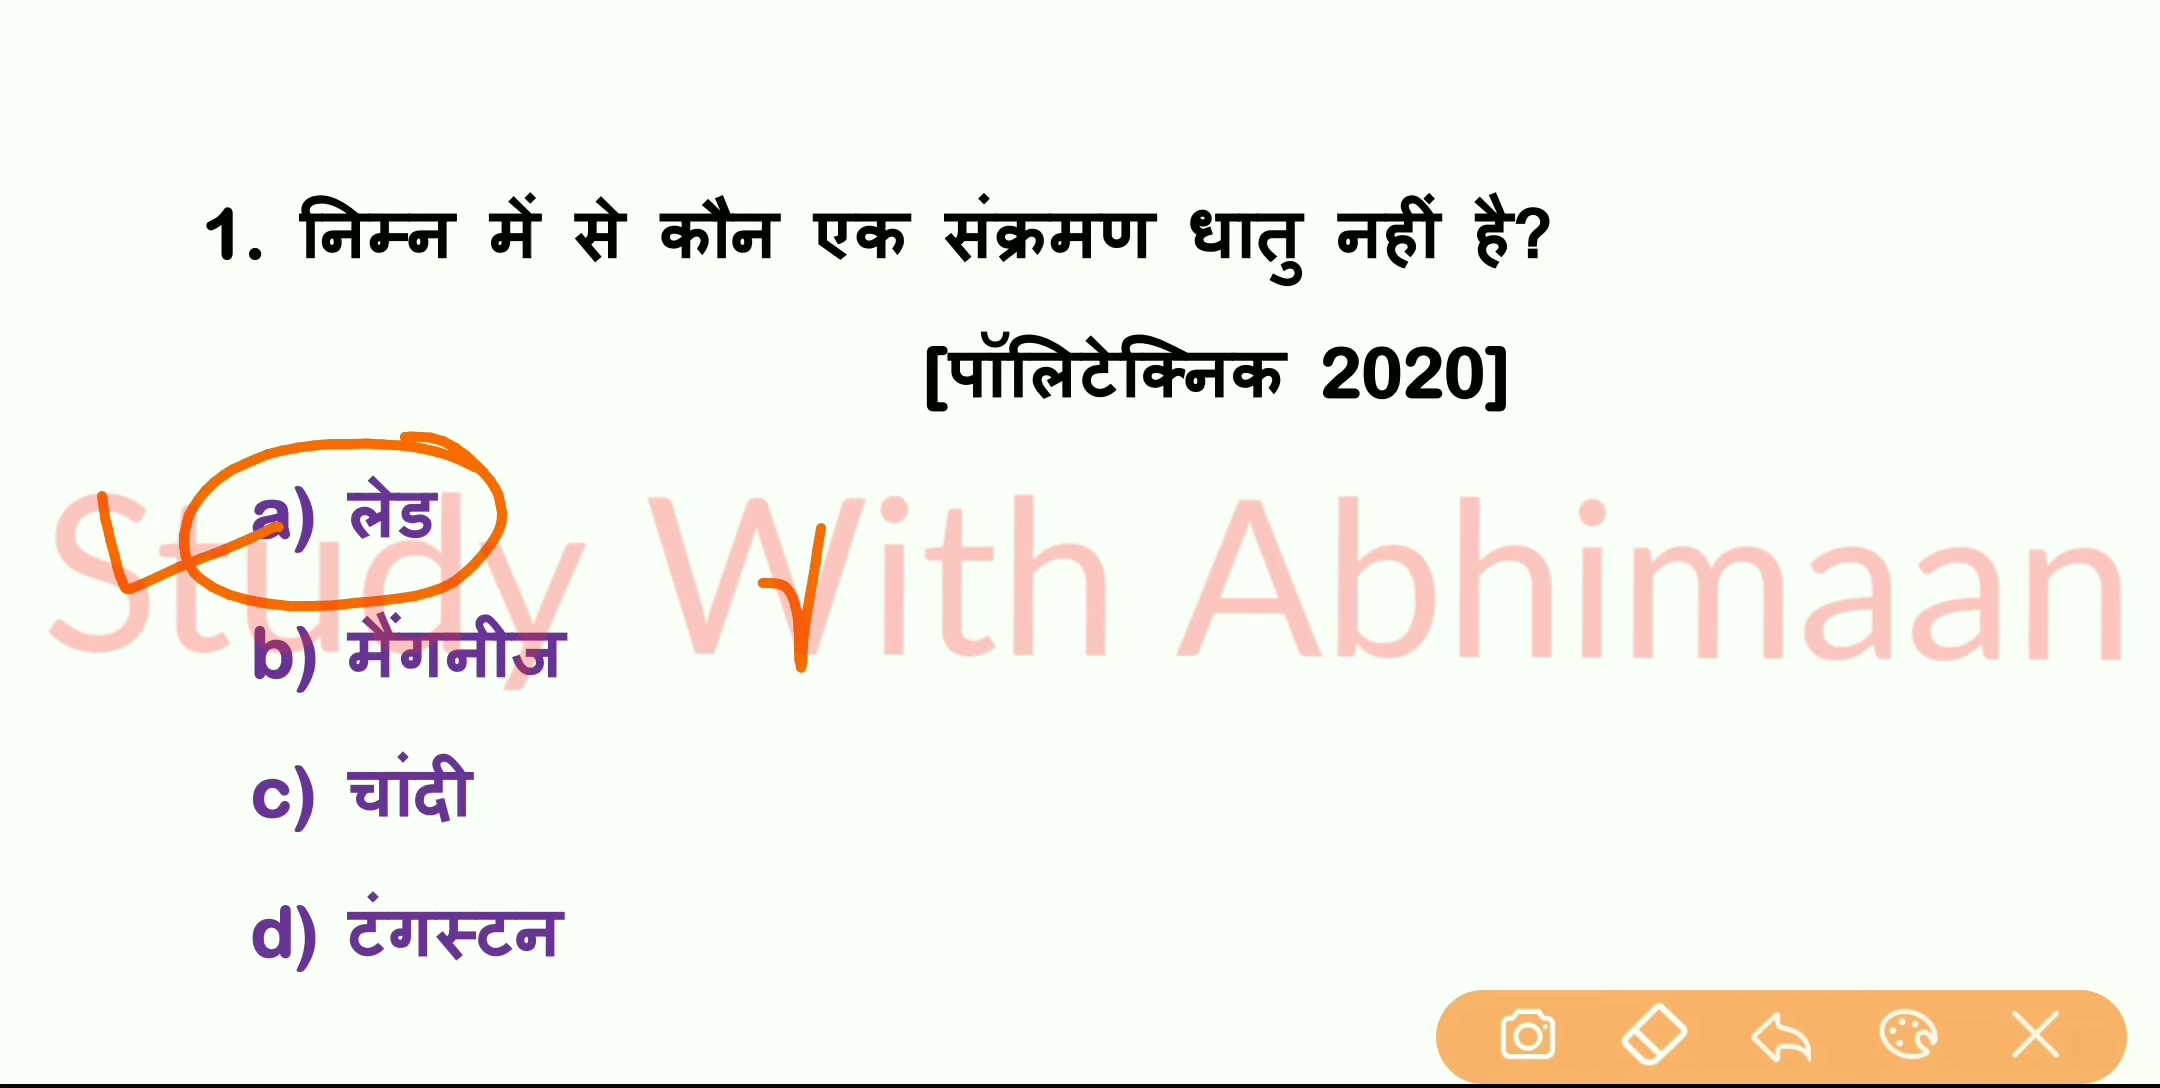 1. निम्न में से कौन एक संक्रमण धातु नहीं है?
[पॉलिटेक्निक 2020]
a) लेड
Study With Abhimaan
b) मैंगनीज
c) चांदी
d) टंगस्टन